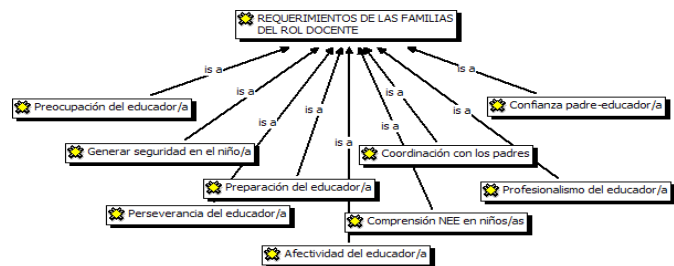 REQUERIMIENTOS DE LAS FAMILIAS
DEL ROL DOCENTE
is a
is a
is a
is a
is a
is a
is a
is a
is a
Preocupación del educador/a
Confianza padre-educador/a
Generar seguridad en el niño/a
Coordinación con los padres
Preparación del educador/a
Profesionalismo del educador/a
Perseverancia del educador/a
Comprensión NEE en niños/as
Afectividad del educador/a